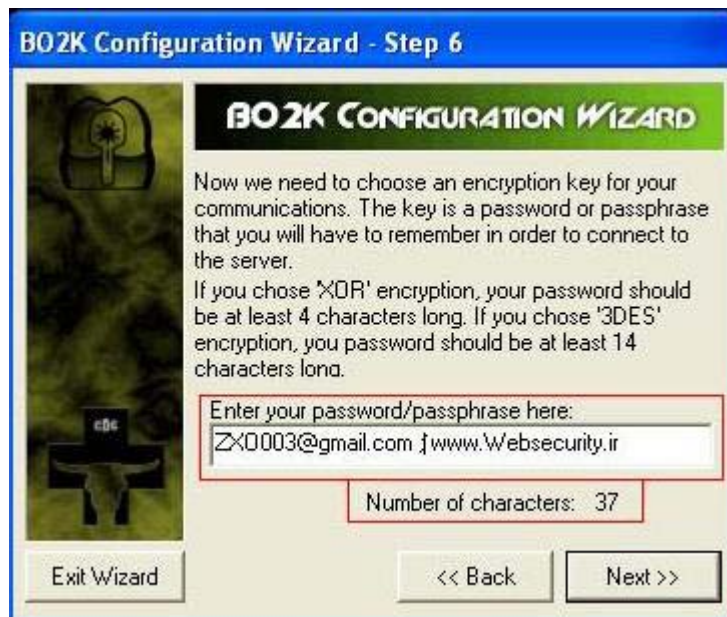 BO2K Configuration Wizard - Step 6
BO2K CONFIGURATION WIZARD
Now we need to choose an encryption key for your
communications. The key is a password or passphrase
that you will have to remember in order to connect to
the server.
If you chose 'XOR' encryption, your password should
be at least 4 characters long. If you chose '3DES'
encryption, you password should be at least 14
characters long.
cDc
Enter your password/passphrase here:
ZXO003@gmail.com www.Websecurity.ir
Number of characters: 37
Exit Wizard
<< Back
Next >>